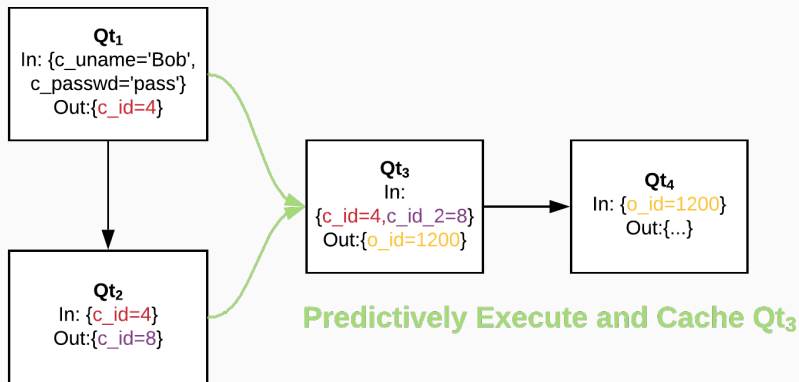 Qt₁
In: {c_uname='Bob',
c_passwd='pass'}
Out:{c_id=4}
Qt₂
In: {c_id=4}
Out:{c_id=8}
Qt₃
In:
{c_id=4,c_id_2=8}
Out:{o_id=1200}
Qt₄
In: {o_id=1200}
Out:{...}
Predictively Execute and Cache Qt₃